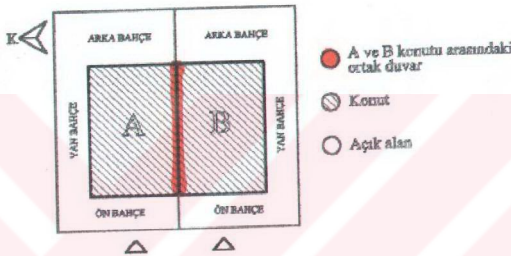 K
ARKA BAHÇE
ARKA BAHÇE
YAN BAHÇE
A
B
YAN BAHÇE
ÖN BAHÇE
ÖN BAHÇE
A ve B konutu arasındaki
ortak duvar
Konut
Açık alan